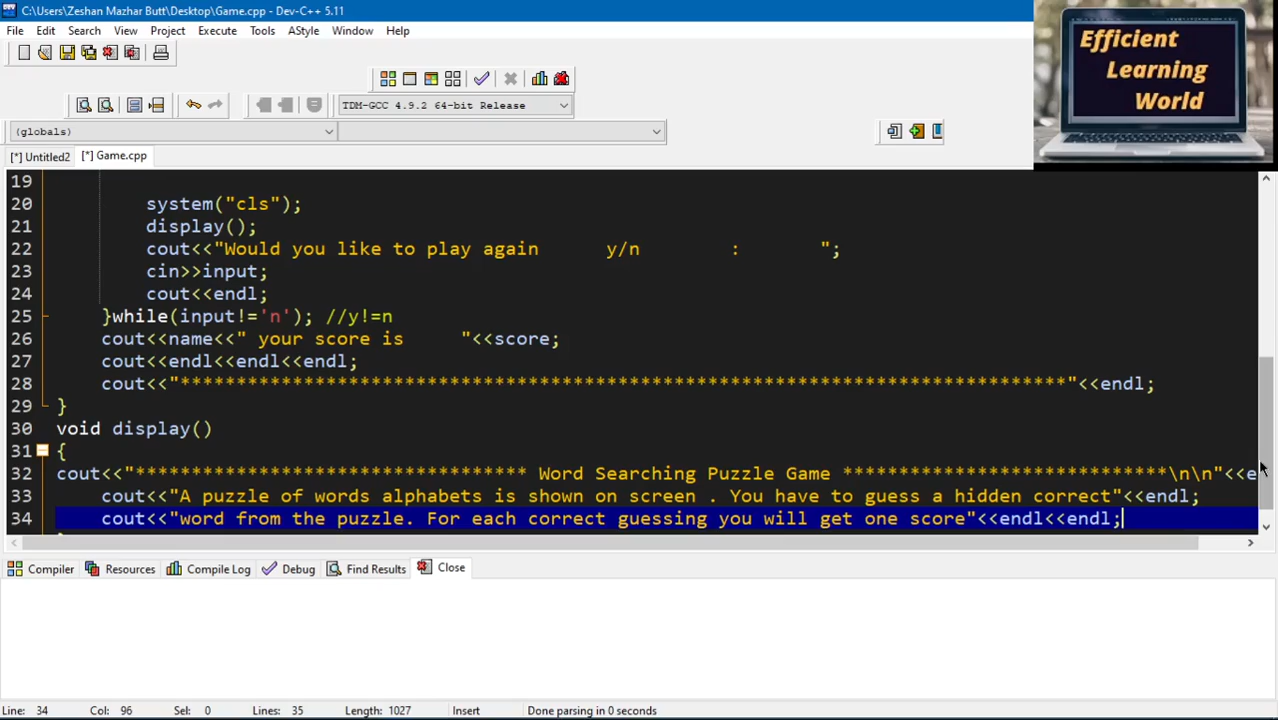 C:\Users\Zeshan Mazhar Butt\Desktop\Game.cpp - Dev-C++ 5.11
File Edit Search View Project Execute Tools AStyle Window Help
TDM-GCC 4.9.2 64-bit Release
(globals)
[*] Untitled2 [*] Game.cpp
Efficient
Learning
World
19
20 system("cls");
21 display();
22 cout<<"Would you like to play again      y/n        :       ";
23 cin>>input;
24 cout<<endl;
25 }while(input!='n'); //y!=n
26 cout<<name<<" your score is     "<<score;
27 cout<<endl<<endl<<endl;
28 cout<<"*******************************************************************************"<<endl;
29 }
30 void display()
31 {
32 cout<<"*********************************** Word Searching Puzzle Game *****************************\n\n"<<e
33 cout<<"A puzzle of words alphabets is shown on screen . You have to guess a hidden correct"<<endl;
34 cout<<"word from the puzzle. For each correct guessing you will get one score"<<endl<<endl;
Compiler Resources Compile Log Debug Find Results Close
Line: 34 Col: 96 Sel: 0 Lines: 35 Length: 1027 Insert Done parsing in 0 seconds